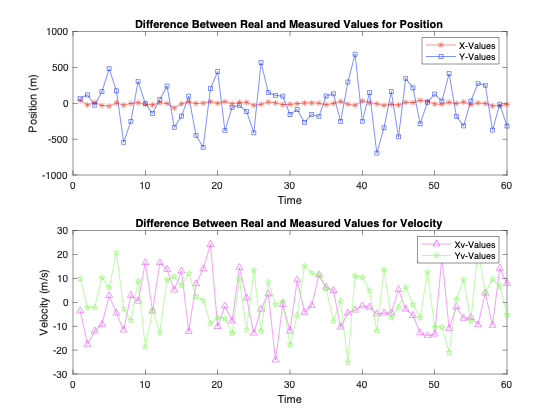 Difference Between Real and Measured Values for Position
1000
500
0
-500
-1000
Position (m)
X-Values
Y-Values
0 10 20 30 40 50 60
Time
Difference Between Real and Measured Values for Velocity
30
20
10
0
-10
-20
-30
Velocity (m/s)
Xv-Values
Yv-Values
0 10 20 30 40 50 60
Time